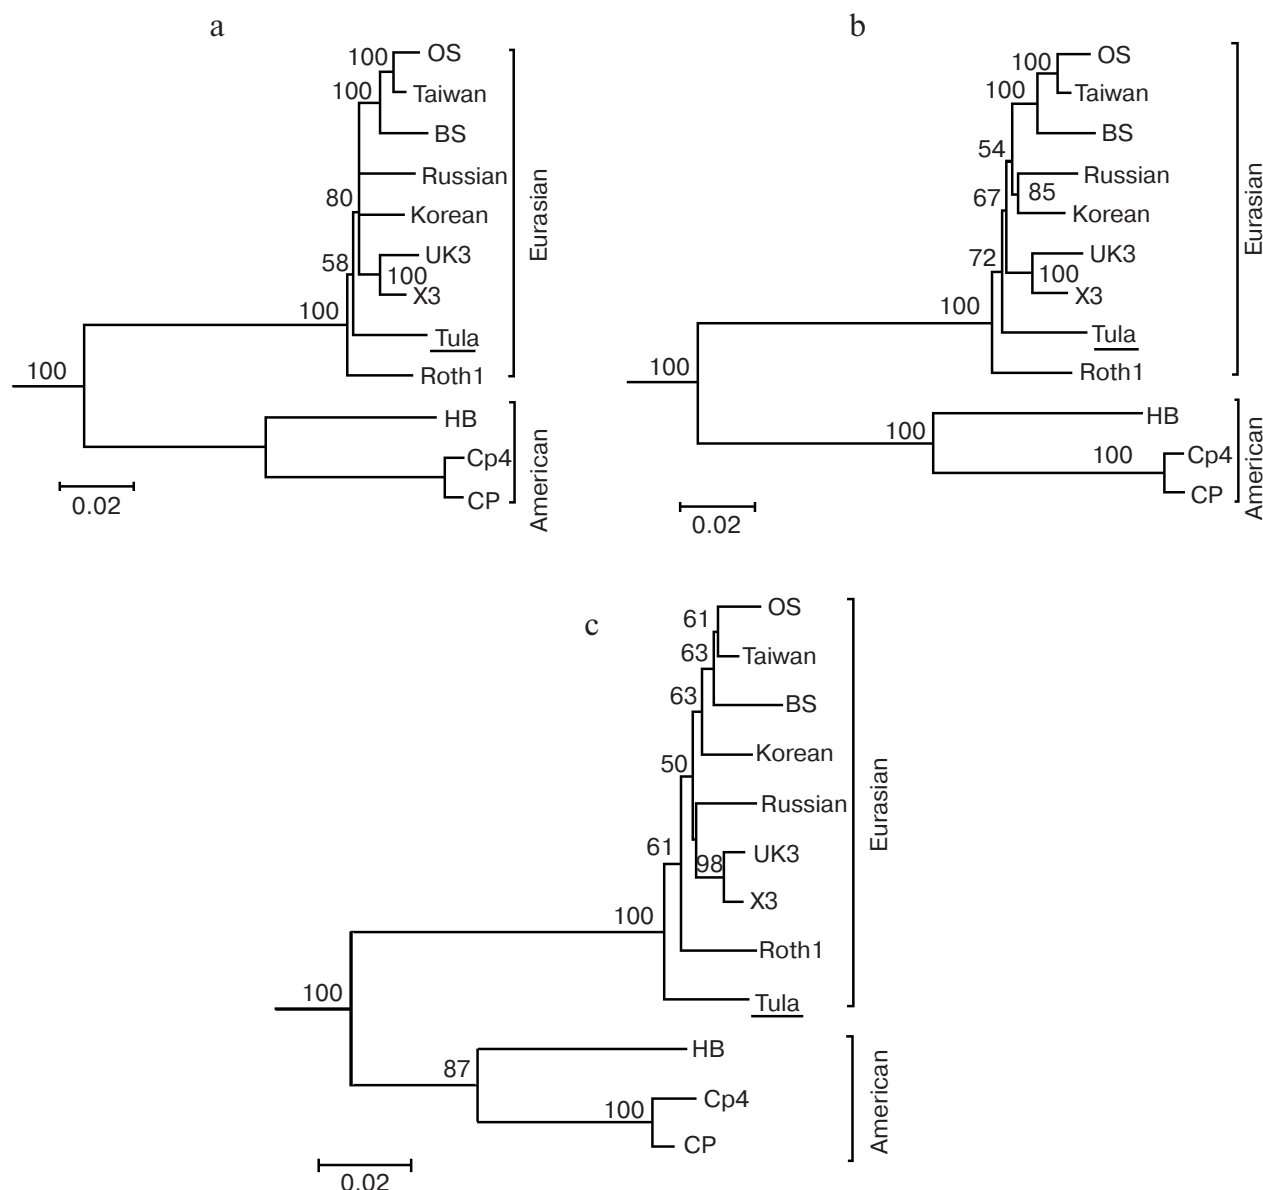 a
100
OS
100
Taiwan
BS
Russian
80
Korean
UK3
58
100
X3
100
Tula
Roth1
100
HB
Cp4
CP
0.02
Eurasian
American
b
100
OS
100
Taiwan
BS
54
Russian
85
67
Korean
UK3
72
100
X3
100
Tula
Roth1
100
HB
100
100
Cp4
CP
0.02
Eurasian
American
c
61
OS
63
Taiwan
63
BS
Korean
50
Russian
61
98
UK3
X3
100
Roth1
100
Tula
HB
87
Cp4
100
CP
0.02
Eurasian
American